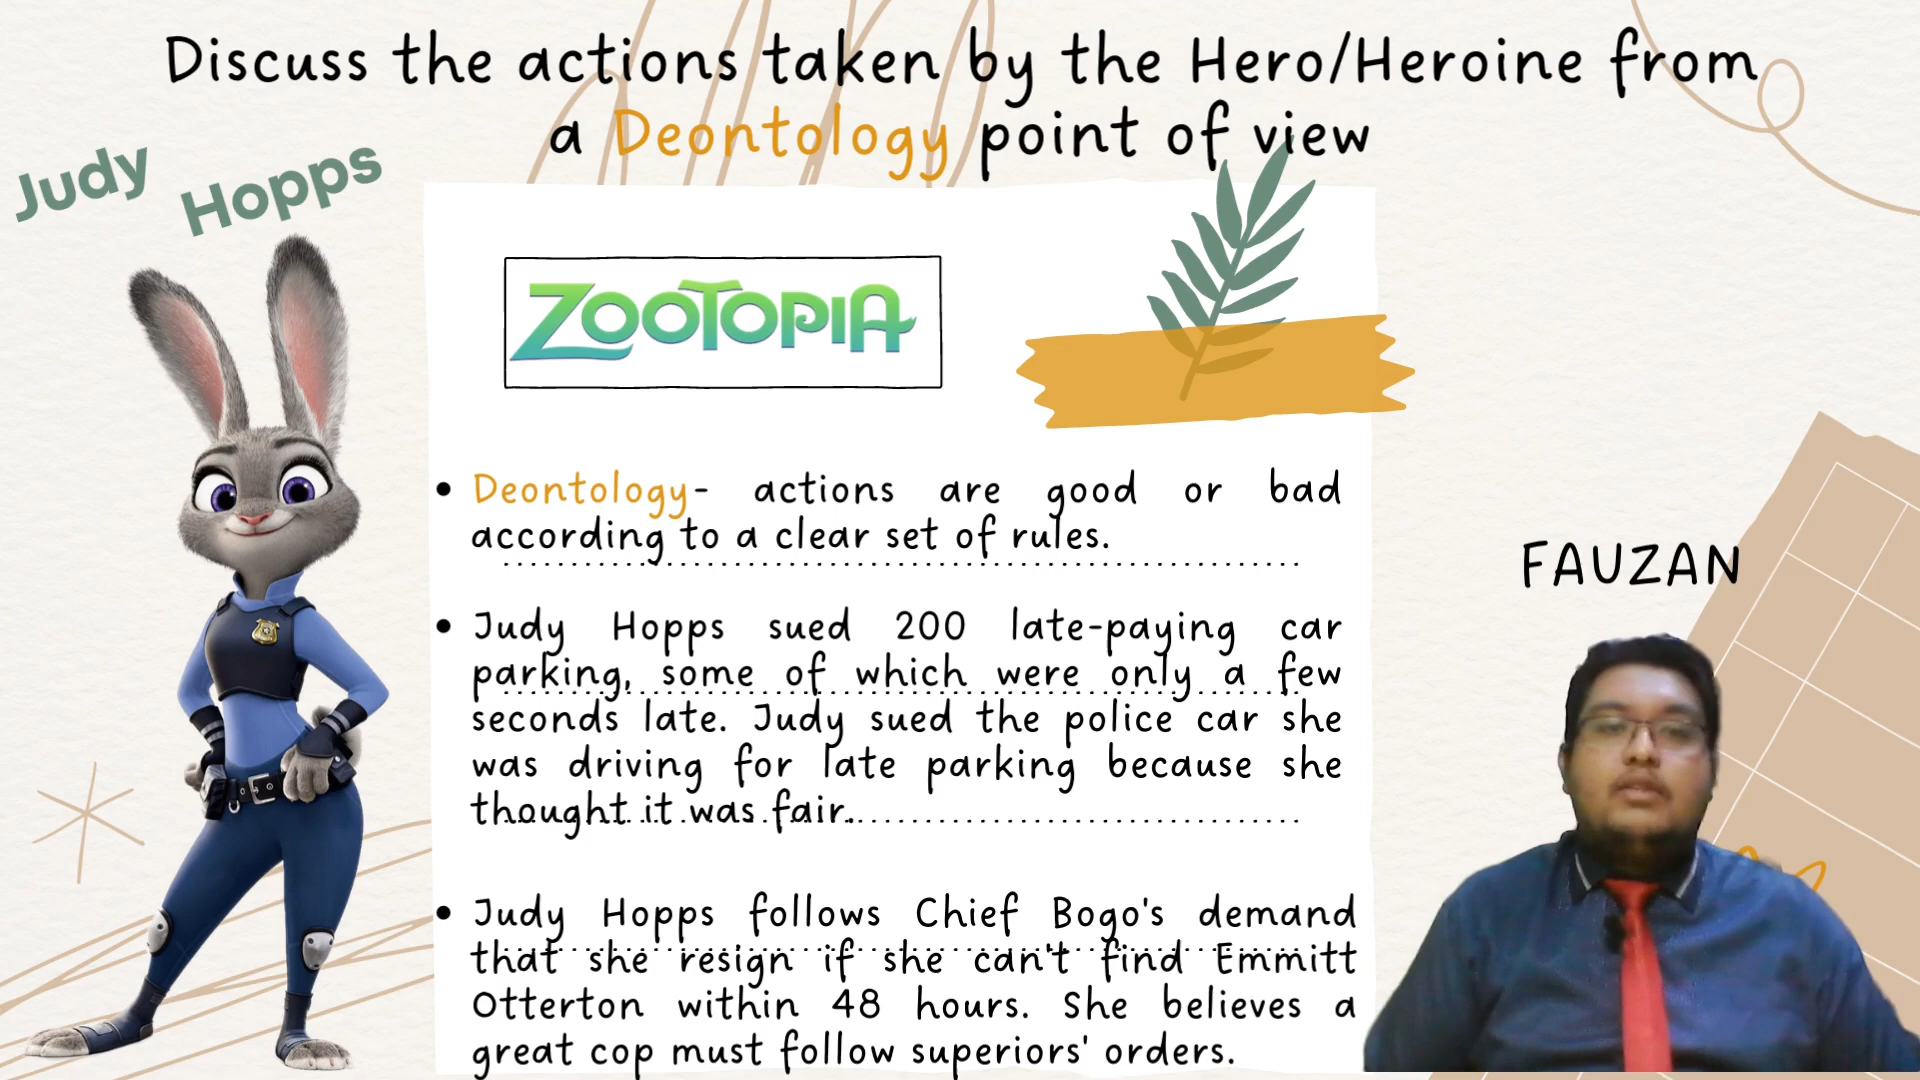 Discuss the actions taken by the Hero/Heroine from
a Deontology point of view
Judy Hopps
ZOOTOPIA
Deontology- actions are good or bad
according to a clear set of rules.
Judy Hopps sued 200 late-paying car
parking, some of which were only a few
seconds late. Judy sued the police car she
was driving for late parking because she
thought it was fair.
Judy Hopps follows Chief Bogo's demand
that she resign if she can't find Emmitt
Otterton within 48 hours. She believes a
great cop must follow superiors' orders.
FAUZAN